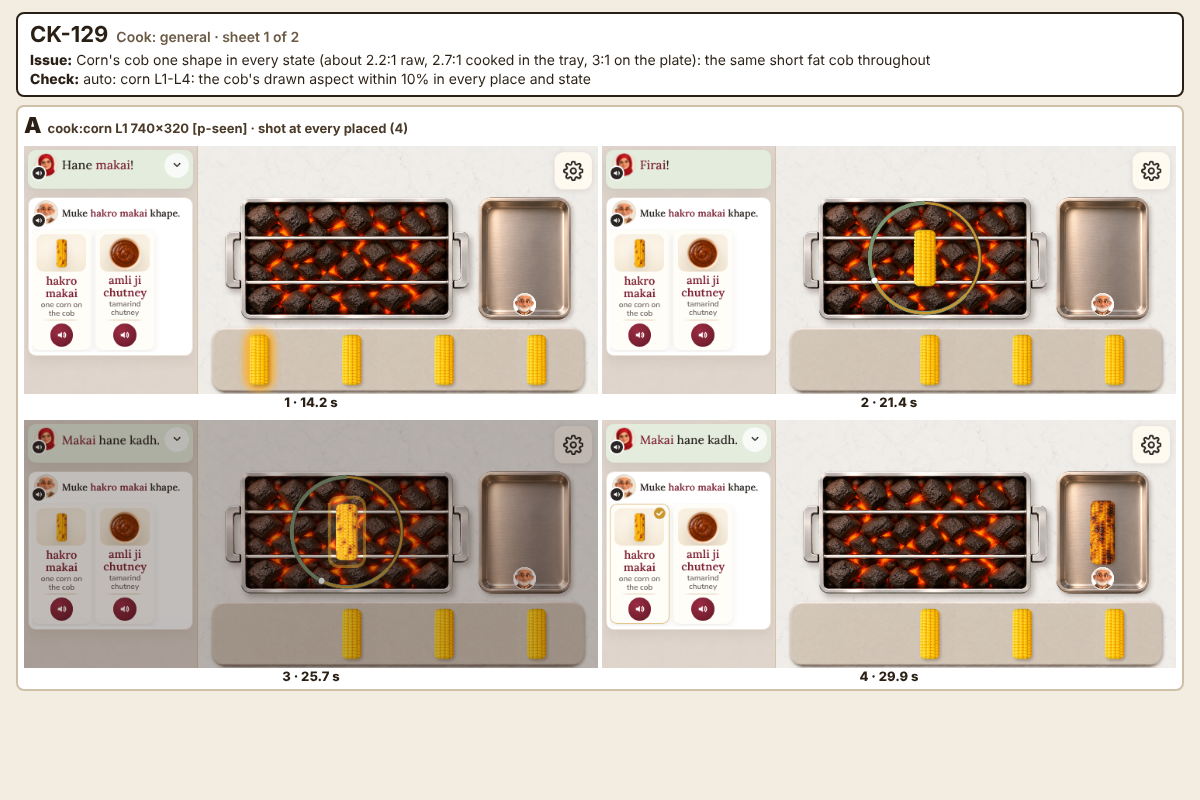 CK-129 Cook: general · sheet 1 of 2
Issue: Corn's cob one shape in every state (about 2.2:1 raw, 2.7:1 cooked in the tray, 3:1 on the plate): the same short fat cob throughout
Check: auto: corn L1-L4: the cob's drawn aspect within 10% in every place and state
A cook:corn L1 740×320 [p-seen] · shot at every placed (4)
Hane makai!
Muke hakro makai khape.
hakro makai
one corn on the cob
amli ji chutney
tamarind chutney
1 · 14.2 s
Firai!
Muke hakro makai khape.
hakro makai
one corn on the cob
amli ji chutney
tamarind chutney
2 · 21.4 s
Makai hane kadh.
Muke hakro makai khape.
hakro makai
one corn on the cob
amli ji chutney
tamarind chutney
3 · 25.7 s
Makai hane kadh.
Muke hakro makai khape.
hakro makai
one corn on the cob
amli ji chutney
tamarind chutney
4 · 29.9 s